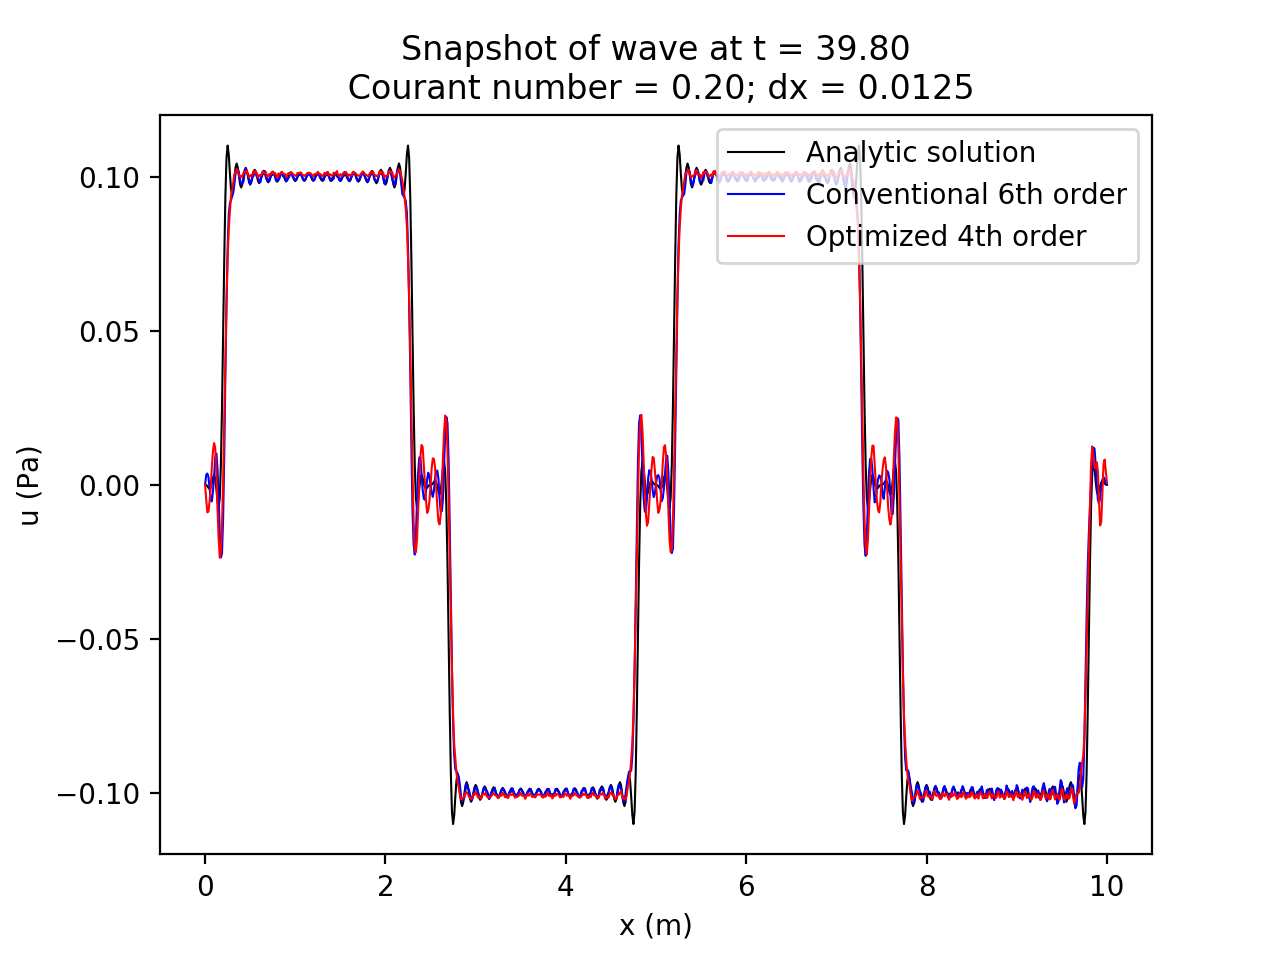 Snapshot of wave at t = 39.80
Courant number = 0.20; dx = 0.0125
Analytic solution
Conventional 6th order
Optimized 4th order
0.10
0.05
0.00
−0.05
−0.10
u (Pa)
0 2 4 6 8 10
x (m)